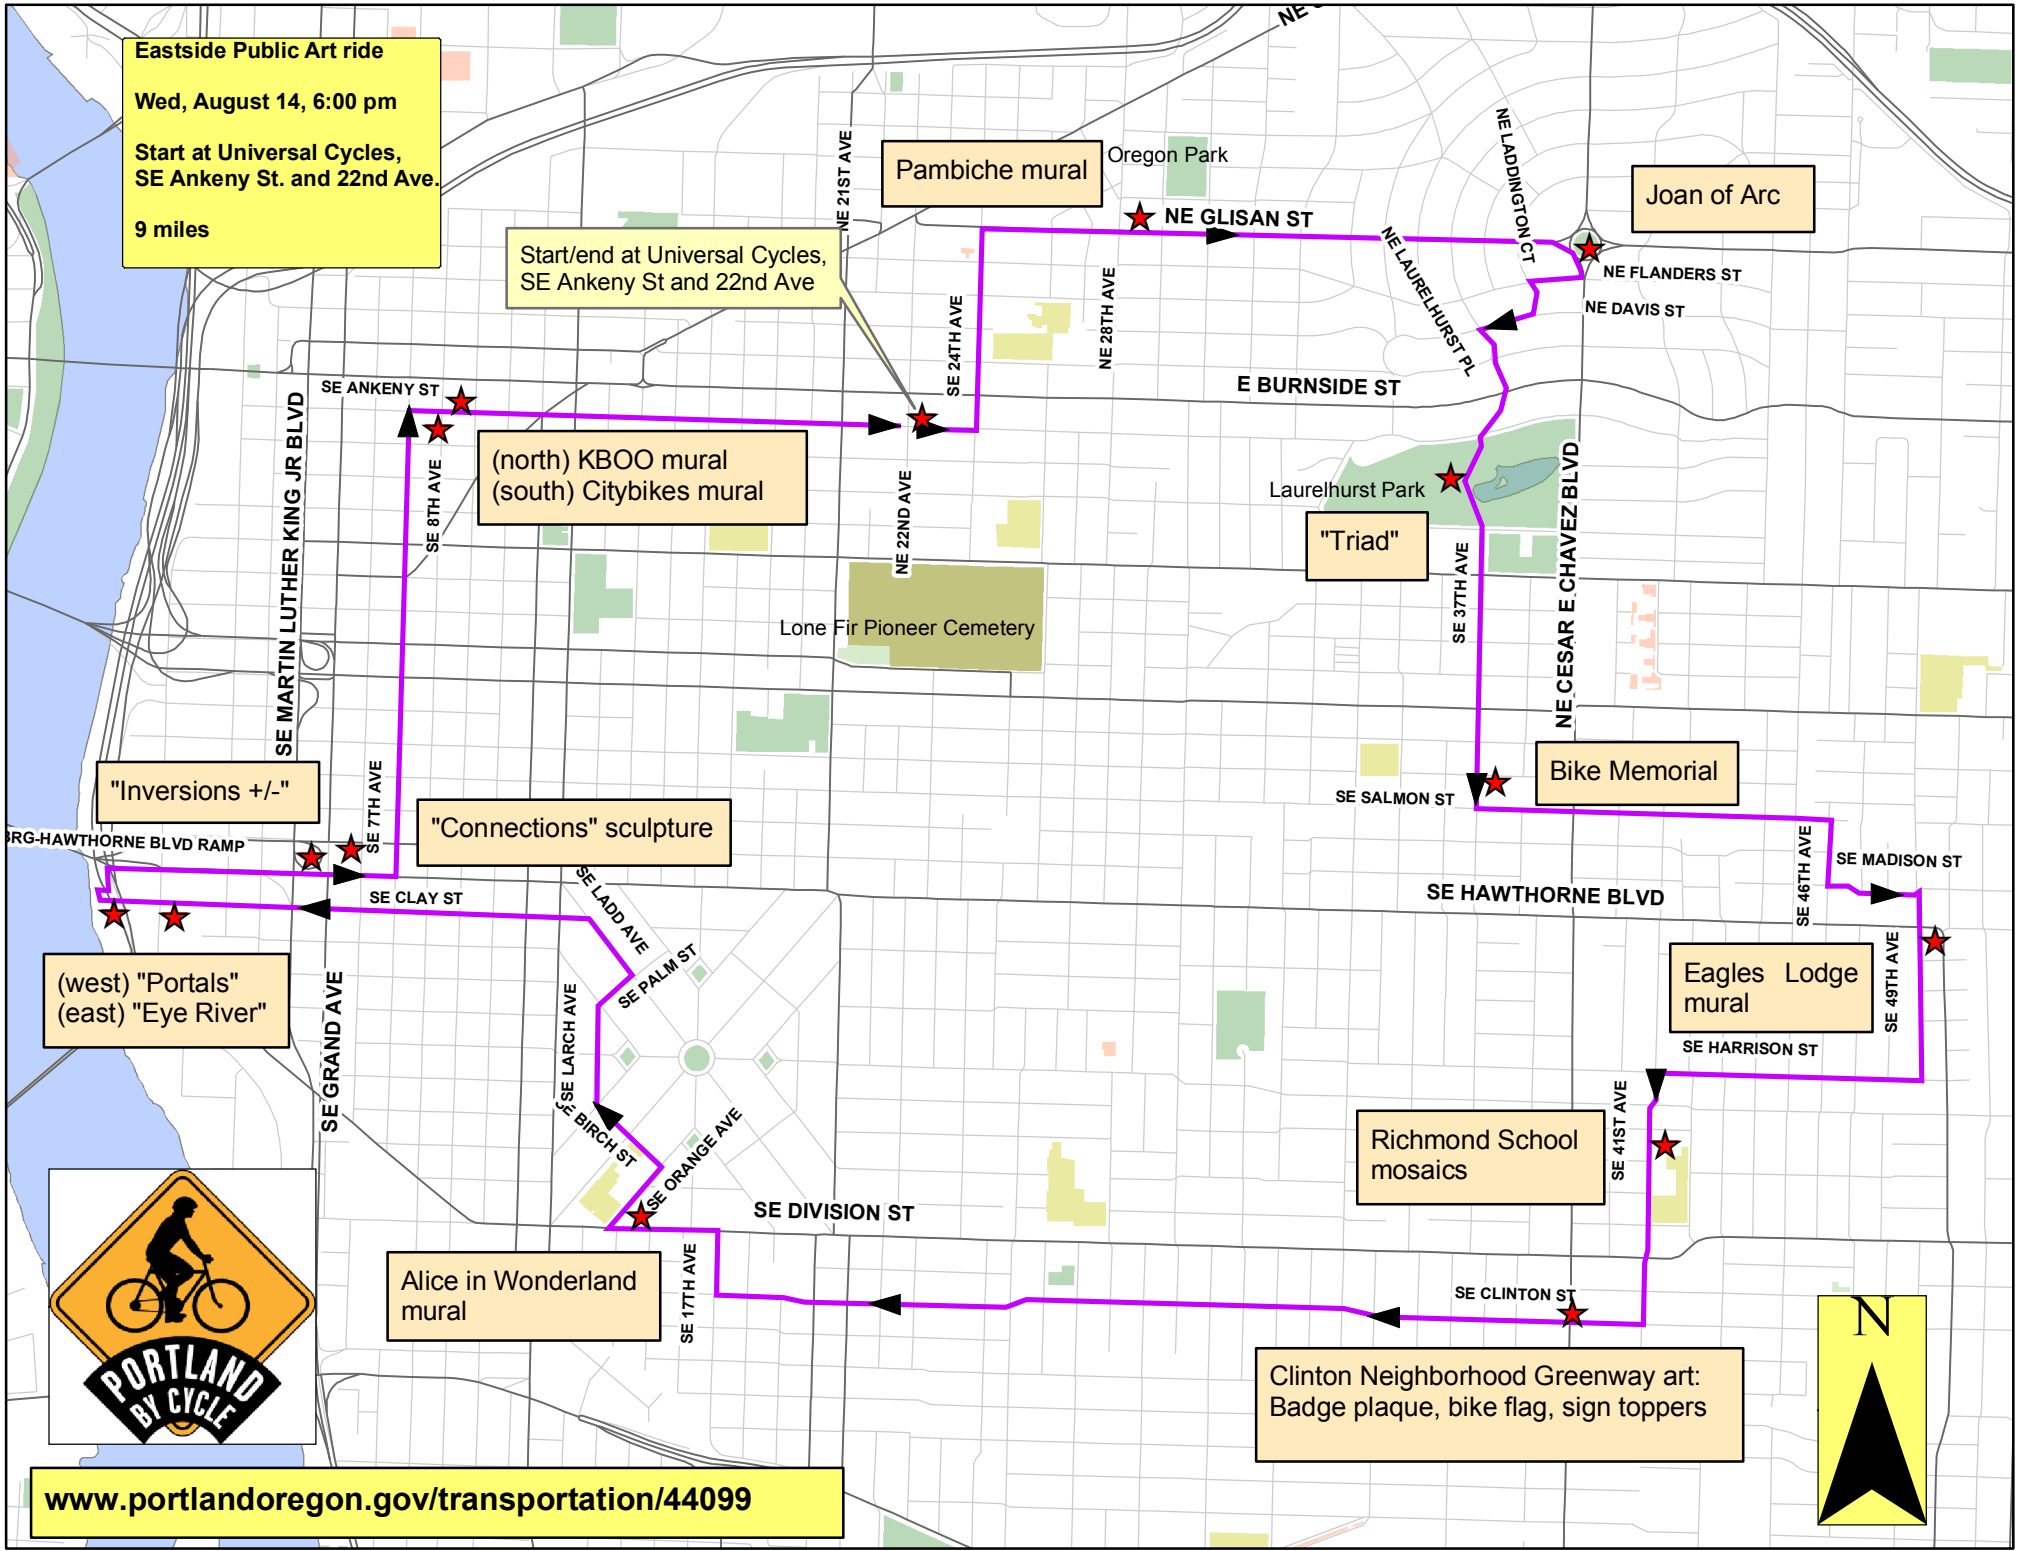 Eastside Public Art ride
Wed, August 14, 6:00 pm
Start at Universal Cycles,
SE Ankeny St. and 22nd Ave.
9 miles
NE 21ST AVE
Pambiche mural
Oregon Park
NE LADDINGTON CT
Joan of Arc
NE GLISAN ST
Start/end at Universal Cycles,
SE Ankeny St and 22nd Ave
NE LAURELHURST PL
NE FLANDERS ST
NE DAVIS ST
NE 28TH AVE
SE 24TH AVE
SE ANKENY ST
E BURNSIDE ST
SE MARTIN LUTHER KING JR BLVD
SE 8TH AVE
(north) KBOO mural
(south) Citybikes mural
NE 22ND AVE
Laurelhurst Park
"Triad"
NE CESAR E CHAVEZ BLVD
SE 37TH AVE
Lone Fir Pioneer Cemetery
"Inversions +/-"
SE 7TH AVE
"Connections" sculpture
Bike Memorial
SE SALMON ST
BRG-HAWTHORNE BLVD RAMP
SE 46TH AVE
SE MADISON ST
SE CLAY ST
SE LADD AVE
SE HAWTHORNE BLVD
SE PALM ST
(west) "Portals"
(east) "Eye River"
SE GRAND AVE
SE LARCH AVE
Eagles Lodge
mural
SE 49TH AVE
SE HARRISON ST
SE BIRCH ST
SE ORANGE AVE
Richmond School
mosaics
SE 41ST AVE
SE DIVISION ST
Alice in Wonderland
mural
SE 17TH AVE
SE CLINTON ST
Clinton Neighborhood Greenway art:
Badge plaque, bike flag, sign toppers
N
PORTLAND
BY CYCLE
www.portlandoregon.gov/transportation/44099